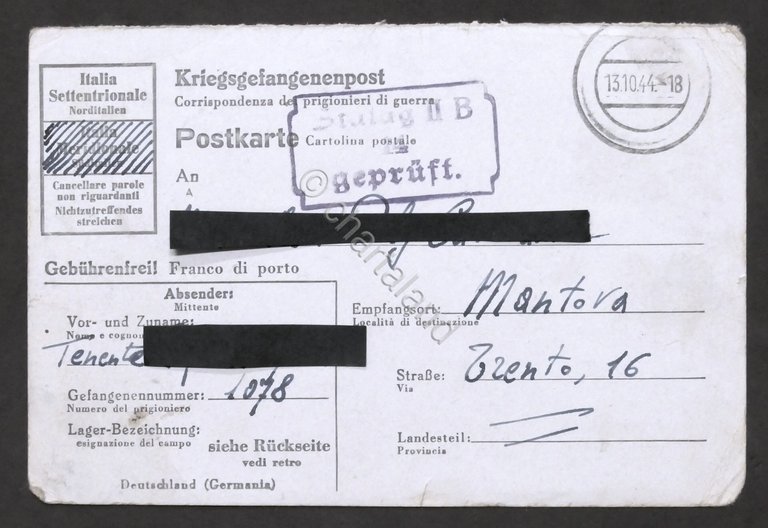 Italia
Settentrionale
Norditalien
Italia
Meridionale
Cancellare parole
non riguardanti
Nichtzutreffendes
streichen
Kriegsgefangenenpost
Corrispondenza dei prigionieri di guerra
Postkarte Cartolina postale
Stalag II B
geprüft.
13.10.44.-18
An
A
Gebührenfrei! Franco di porto
Absender:
Mittente
Vor- und Zuname:
Nome e cognom
Tenente
Gefangenennummer: 1078
Numero del prigioniero
Lager-Bezeichnung:
esignazione del campo
siehe Rückseite
vedi retro
Deutschland (Germania)
Empfangsort: Mantova
Località di destinazione
Straße: Trento, 16
Via
Landesteil:
Provincia
© chartaland